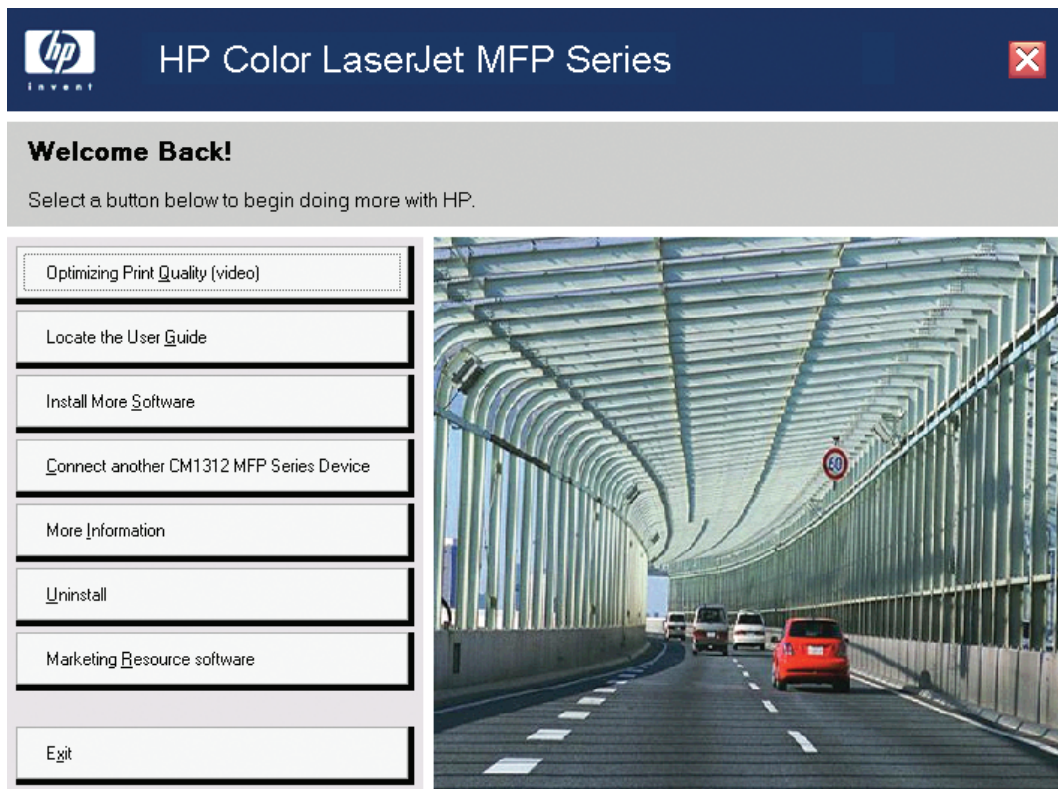 hp
invent
HP Color LaserJet MFP Series
Welcome Back!
Select a button below to begin doing more with HP.
Optimizing Print Quality (video)
Locate the User Guide
Install More Software
Connect another CM1312 MFP Series Device
More Information
Uninstall
Marketing Resource software
Exit
60